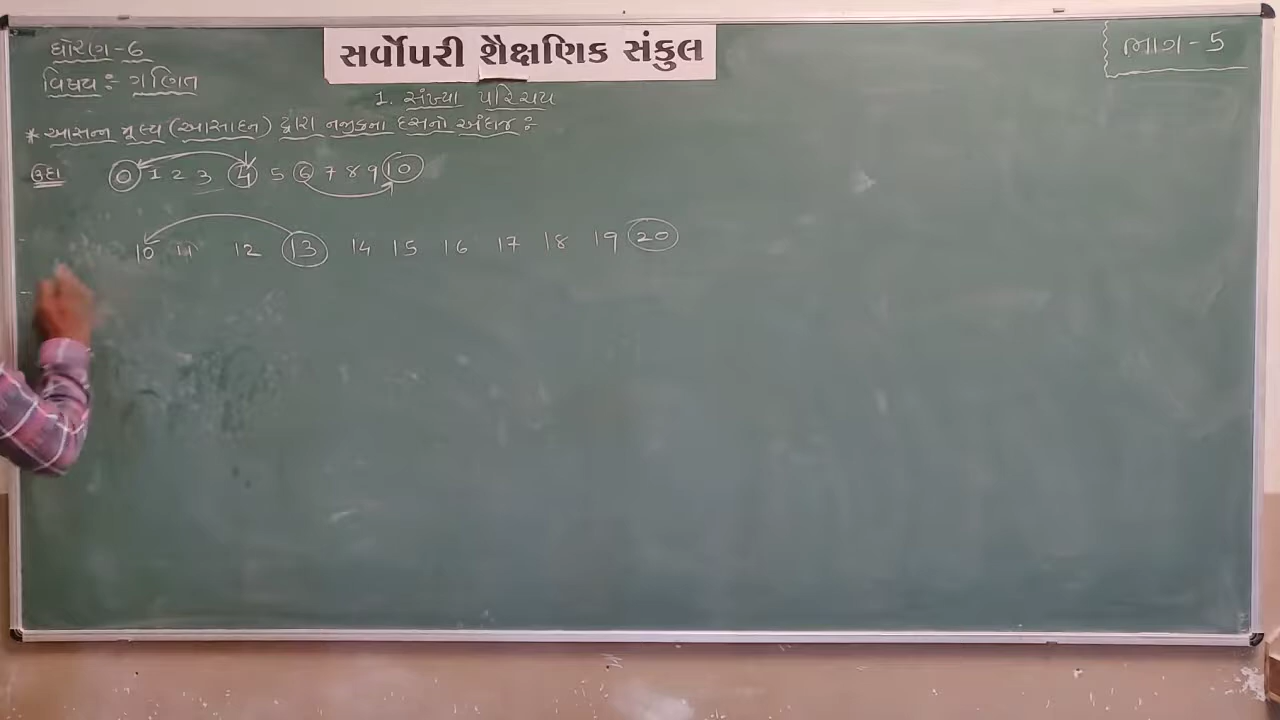 ધોરણ-6
સર્વોપરી શૈક્ષણિક સંકુલ
ભાગ-5
વિષય:- ગણિત
1. સંખ્યા પરિચય
* આસન્ન મૂલ્ય (આસાદન) દ્વારા નજીકના દસનો અંદાજ :-
ઉદા 0 1 2 3 4 5 6 7 8 9 10
10 11 12 13 14 15 16 17 18 19 20